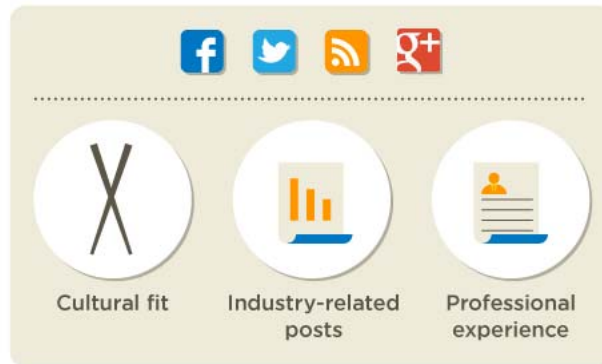 f
g+
Cultural fit
Industry-related
posts
Professional
experience